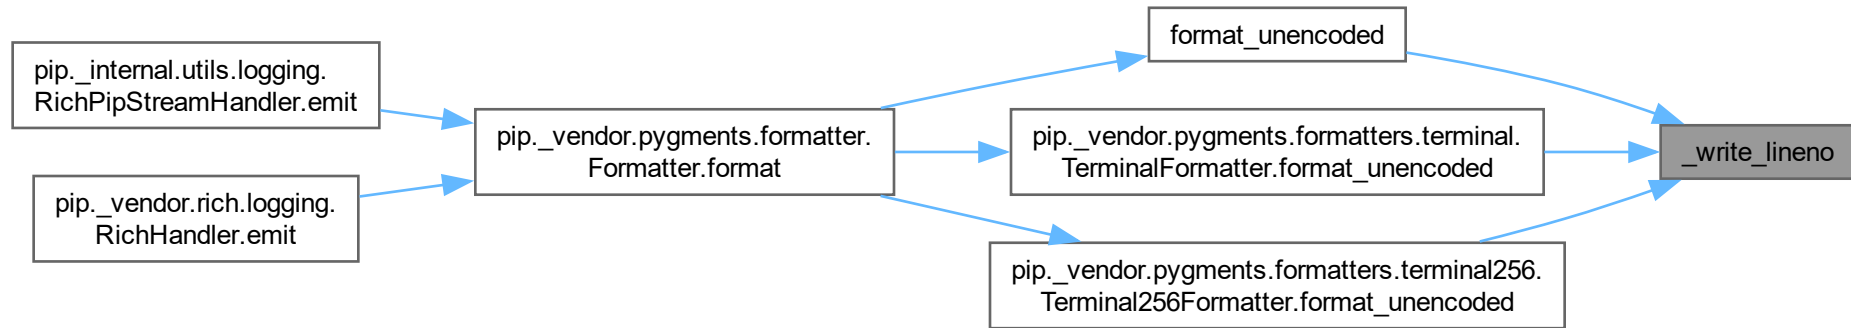 pip._internal.utils.logging.
RichPipStreamHandler.emit
pip._vendor.rich.logging.
RichHandler.emit
pip._vendor.pygments.formatter.
Formatter.format
format_unencoded
pip._vendor.pygments.formatters.terminal.
TerminalFormatter.format_unencoded
pip._vendor.pygments.formatters.terminal256.
Terminal256Formatter.format_unencoded
_write_lineno